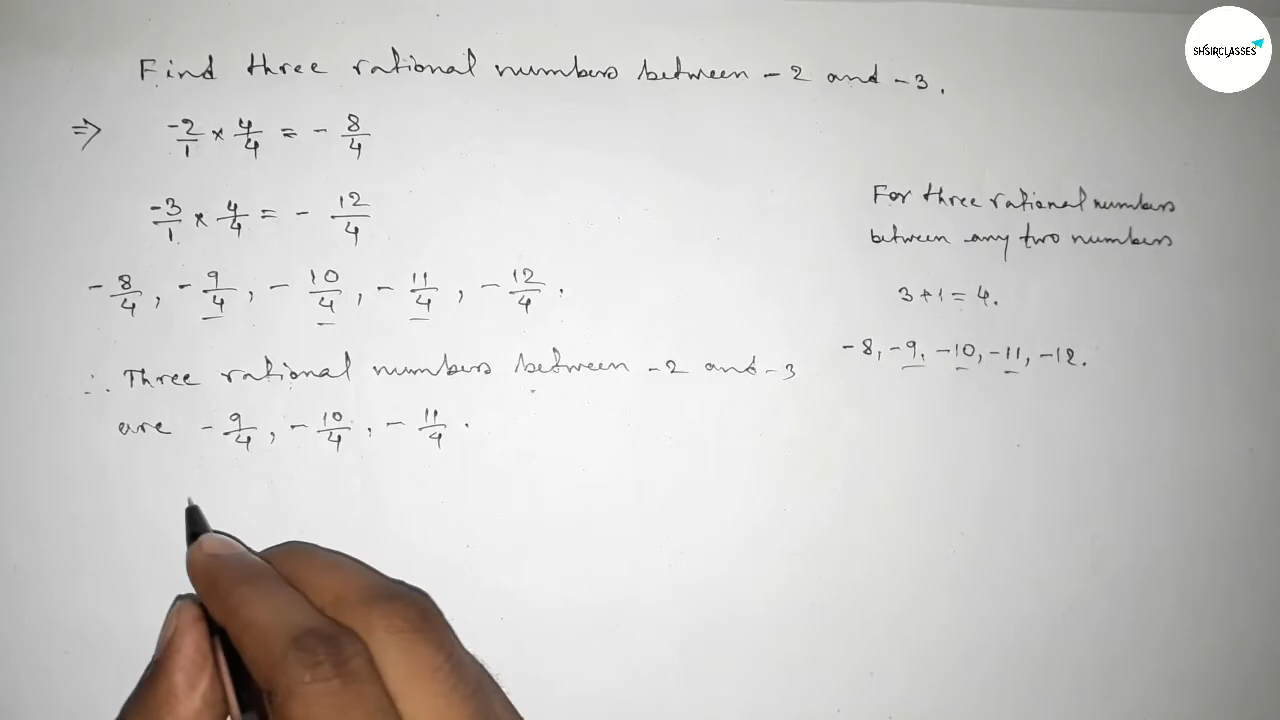 SHSIRCLASSES
Find three rational numbers between -2 and -3.
⇒ -2/1 × 4/4 = - 8/4
-3/1 × 4/4 = - 12/4
- 8/4, - 9/4, - 10/4, - 11/4, - 12/4.
∴ Three rational numbers between -2 and -3
are - 9/4, - 10/4, - 11/4.
For three rational numbers
between any two numbers
3+1=4.
-8, -9, -10, -11, -12.